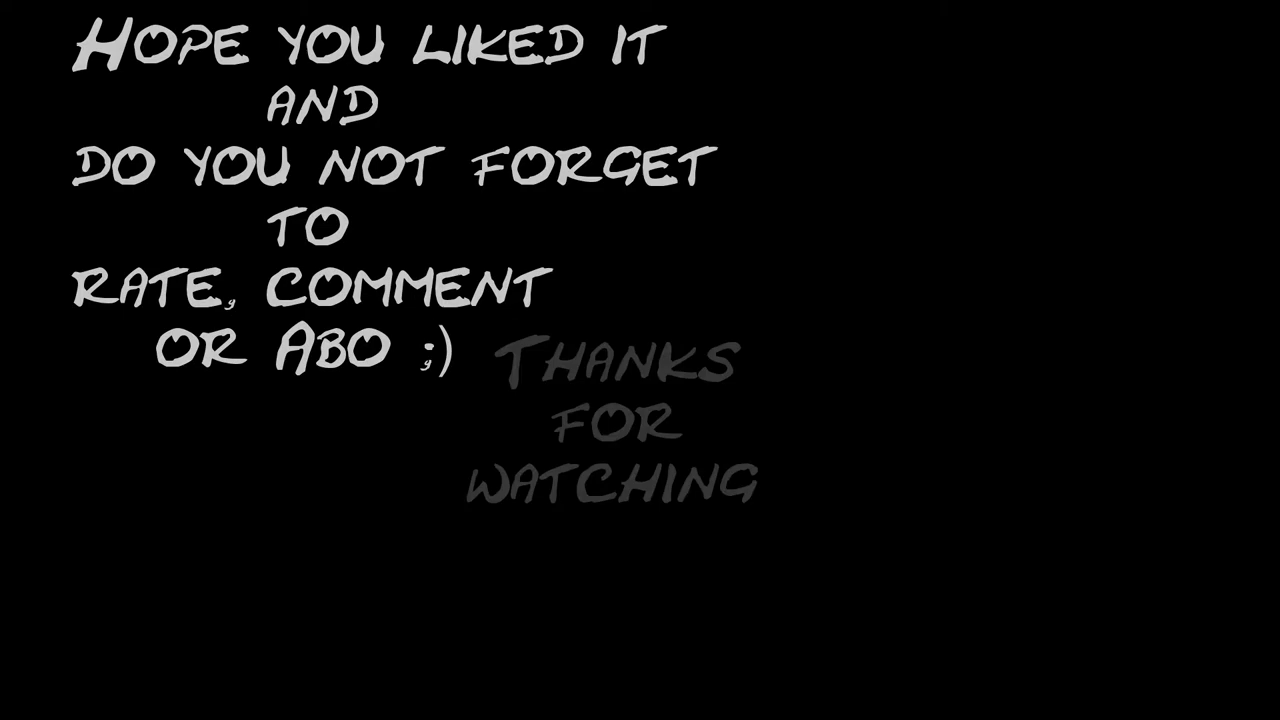 Hope you liked it
and
do you not forget
to
rate, comment
or Abo ;)
Thanks
for
watching